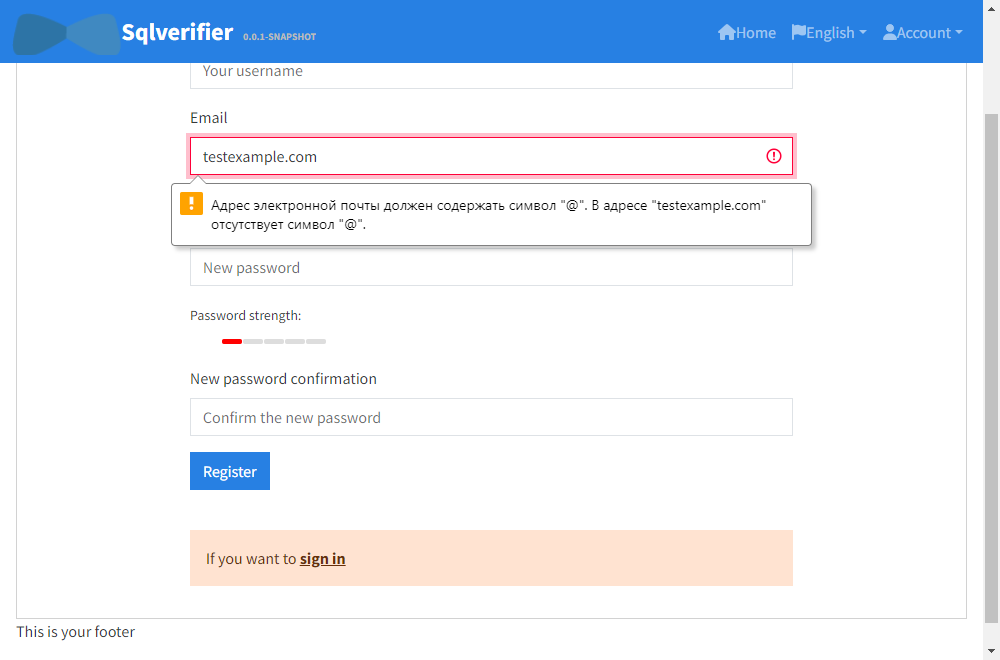 Sqlverifier 0.0.1-SNAPSHOT Home English Account
Your username
Email
testexample.com
Адрес электронной почты должен содержать символ "@". В адресе "testexample.com"
отсутствует символ "@".
New password
Password strength:
New password confirmation
Confirm the new password
Register
If you want to sign in
This is your footer